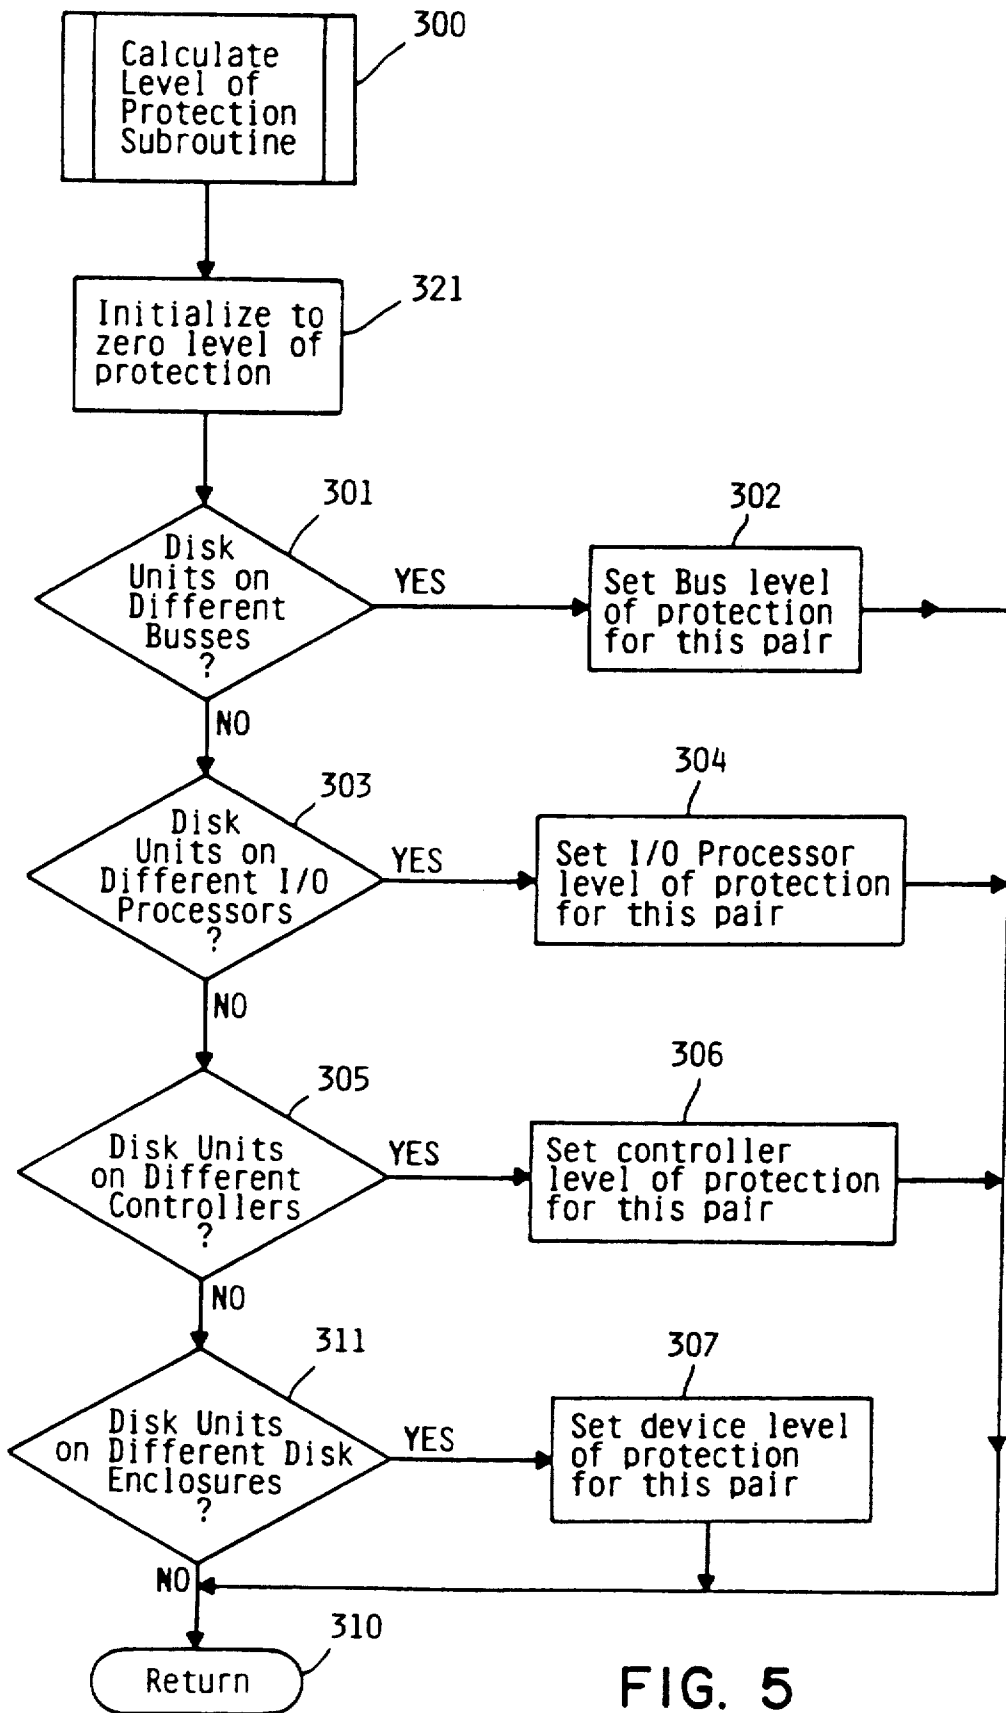 300
Calculate
Level of
Protection
Subroutine
321
Initialize to
zero level of
protection
301
Disk
Units on
Different
Busses
?
YES
302
Set Bus level
of protection
for this pair
NO
303
Disk
Units on
Different I/O
Processors
?
YES
304
Set I/O Processor
level of protection
for this pair
NO
305
Disk Units
on Different
Controllers
?
YES
306
Set controller
level of protection
for this pair
NO
311
Disk Units
on Different Disk
Enclosures
?
YES
307
Set device level
of protection
for this pair
NO
310
Return
FIG. 5